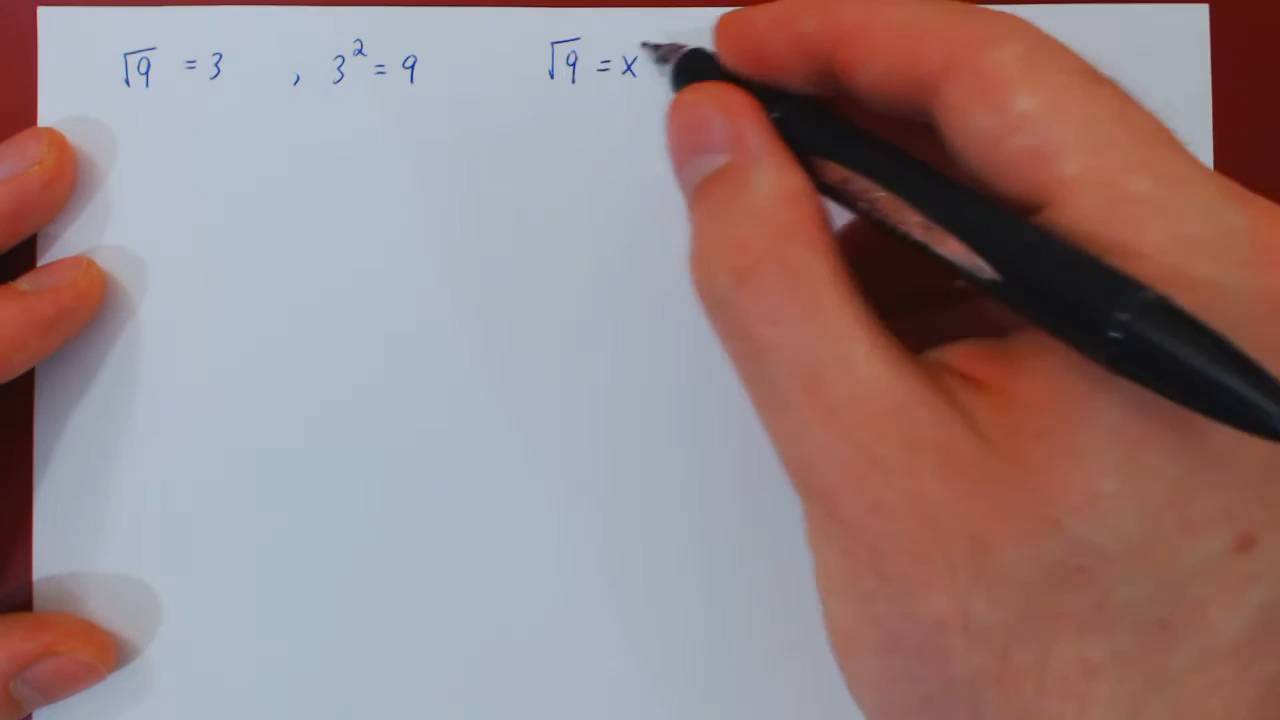 √9 = 3 , 3² = 9 √9 = x